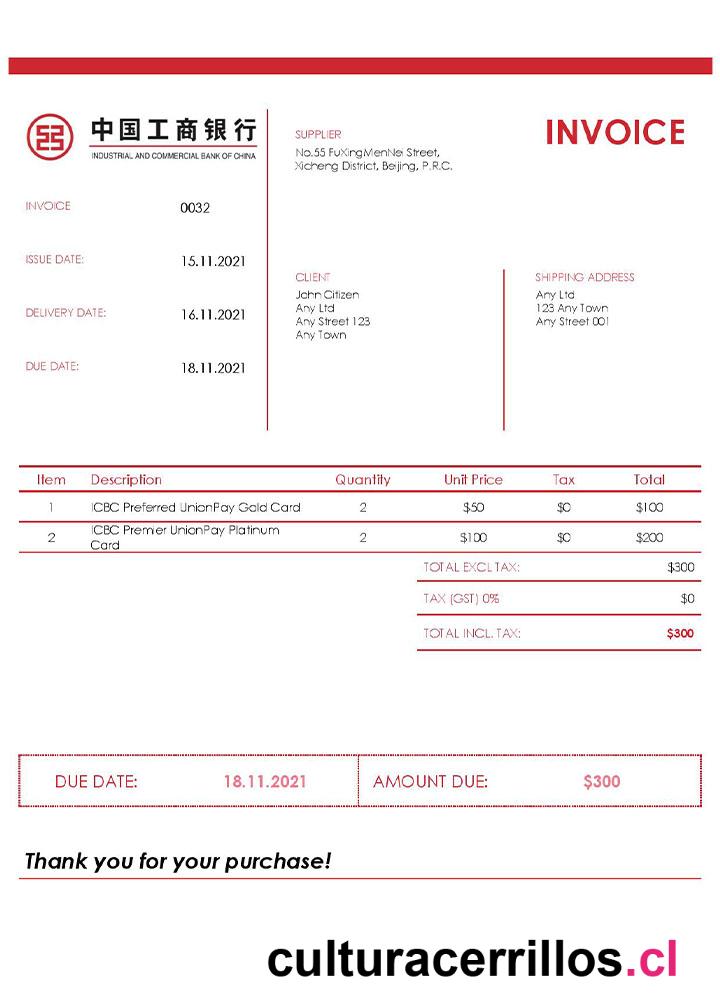 中国工商银行
INDUSTRIAL AND COMMERCIAL BANK OF CHINA
INVOICE 0032
ISSUE DATE: 15.11.2021
DELIVERY DATE: 16.11.2021
DUE DATE: 18.11.2021
SUPPLIER
No.55 FuXingMenNei Street,
Xicheng District, Beijing, P.R.C.
INVOICE
CLIENT
John Citizen
Any Ltd
Any Street 123
Any Town
SHIPPING ADDRESS
Any Ltd
123 Any Town
Any Street 001
Item Description Quantity Unit Price Tax Total
1 ICBC Preferred UnionPay Gold Card 2 $50 $0 $100
2 ICBC Premier UnionPay Platinum
Card 2 $100 $0 $200
TOTAL EXCL TAX: $300
TAX (GST) 0% $0
TOTAL INCL. TAX: $300
DUE DATE: 18.11.2021 AMOUNT DUE: $300
Thank you for your purchase!
culturacerrillos.cl